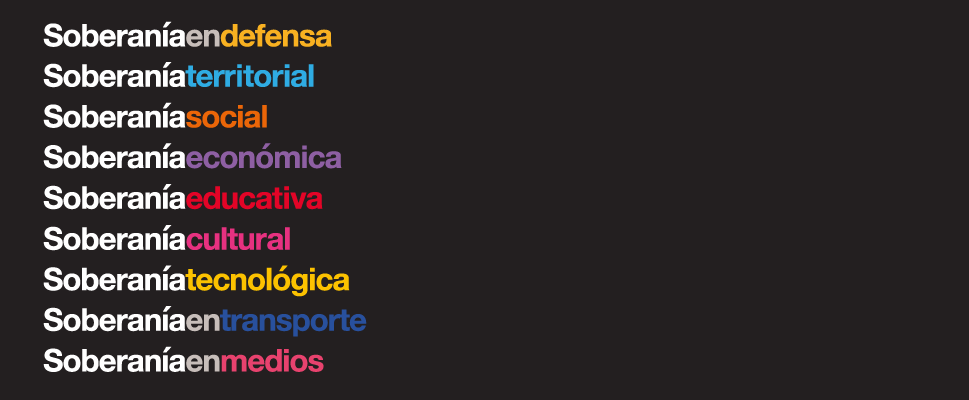 Soberaníaendefensa
Soberaníaterritorial
Soberaníasocial
Soberaníaeconómica
Soberaníaeducativa
Soberaníacultural
Soberaníatecnológica
Soberaníaentransporte
Soberaníaenmedios